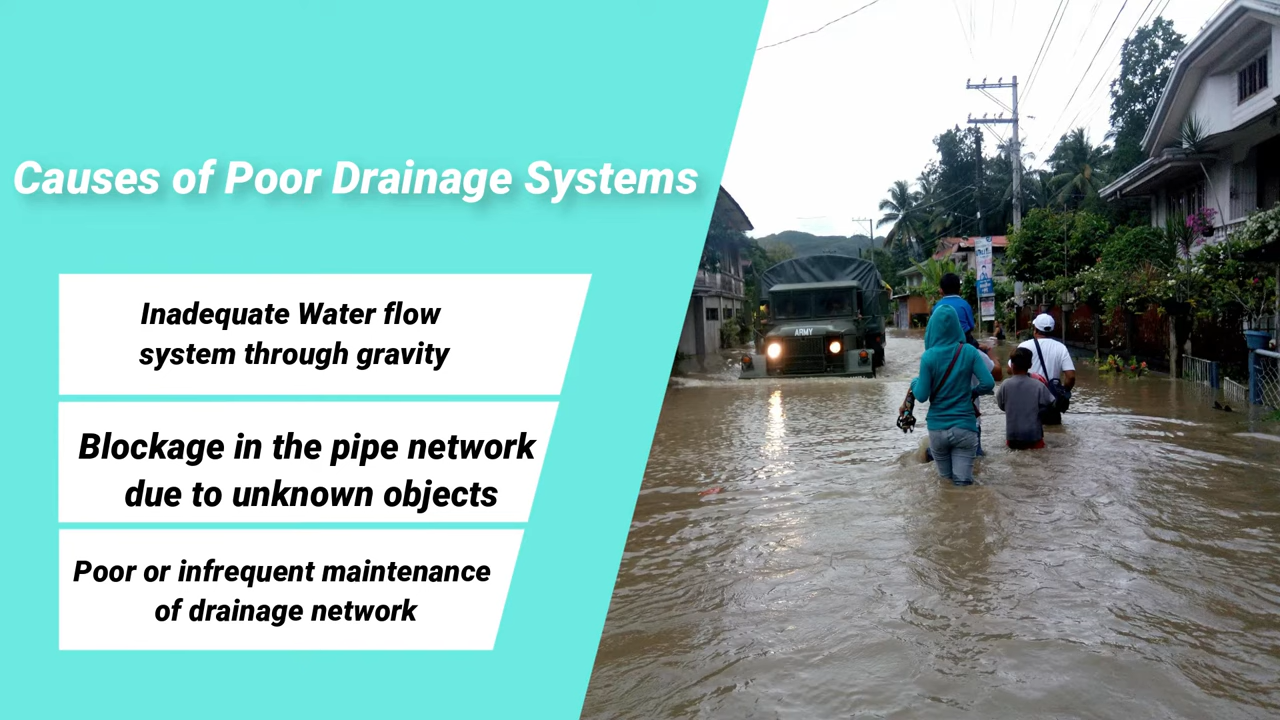 Causes of Poor Drainage Systems
Inadequate Water flow
system through gravity
Blockage in the pipe network
due to unknown objects
Poor or infrequent maintenance
of drainage network
ARMY